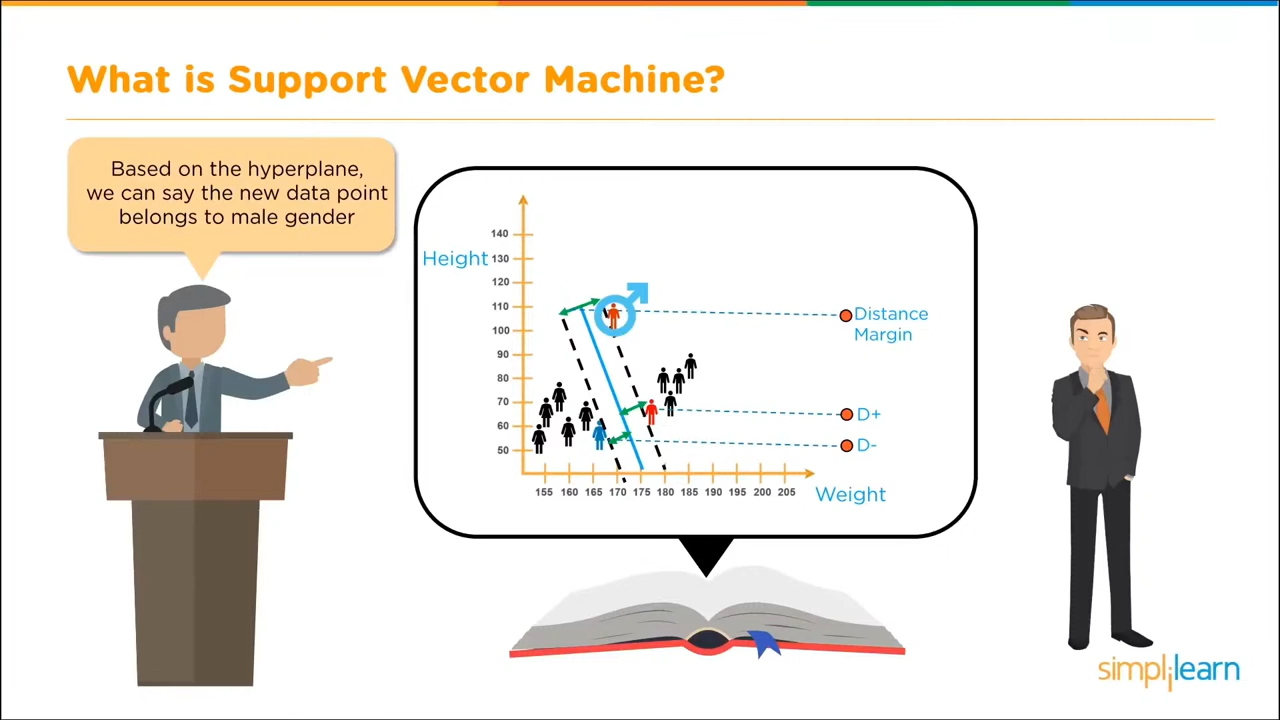 What is Support Vector Machine?
Based on the hyperplane,
we can say the new data point
belongs to male gender
Height
140
130
120
110
100
90
80
70
60
50
155 160 165 170 175 180 185 190 195 200 205
Weight
Distance
Margin
D+
D-
simplilearn